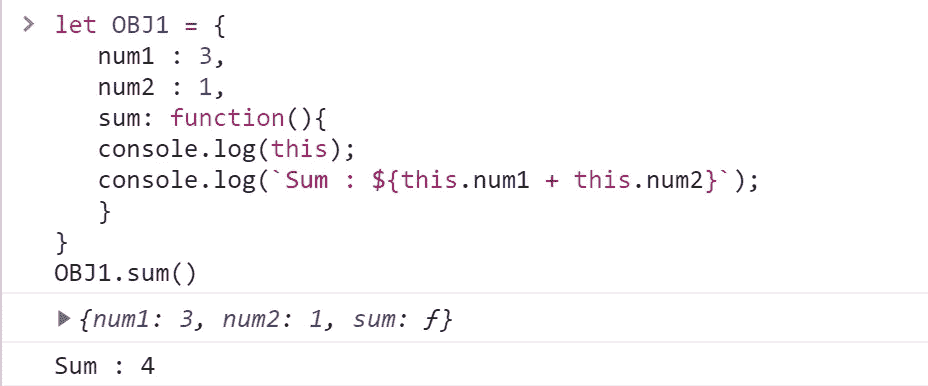 > let OBJ1 = {
num1 : 3,
num2 : 1,
sum: function(){
console.log(this);
console.log(`Sum : ${this.num1 + this.num2}`);
}
}
OBJ1.sum()
▶ {num1: 3, num2: 1, sum: ƒ}
Sum : 4